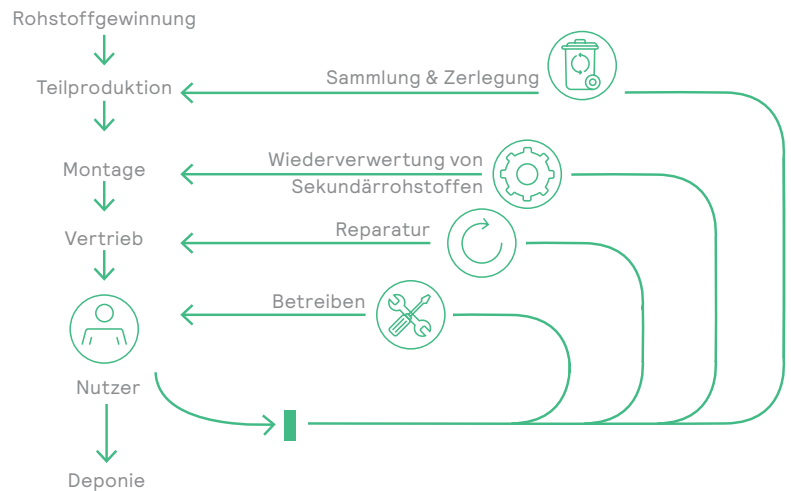 Rohstoffgewinnung
Sammlung & Zerlegung
Teilproduktion
Wiederverwertung von
Sekundärrohstoffen
Montage
Reparatur
Vertrieb
Betreiben
Nutzer
Deponie